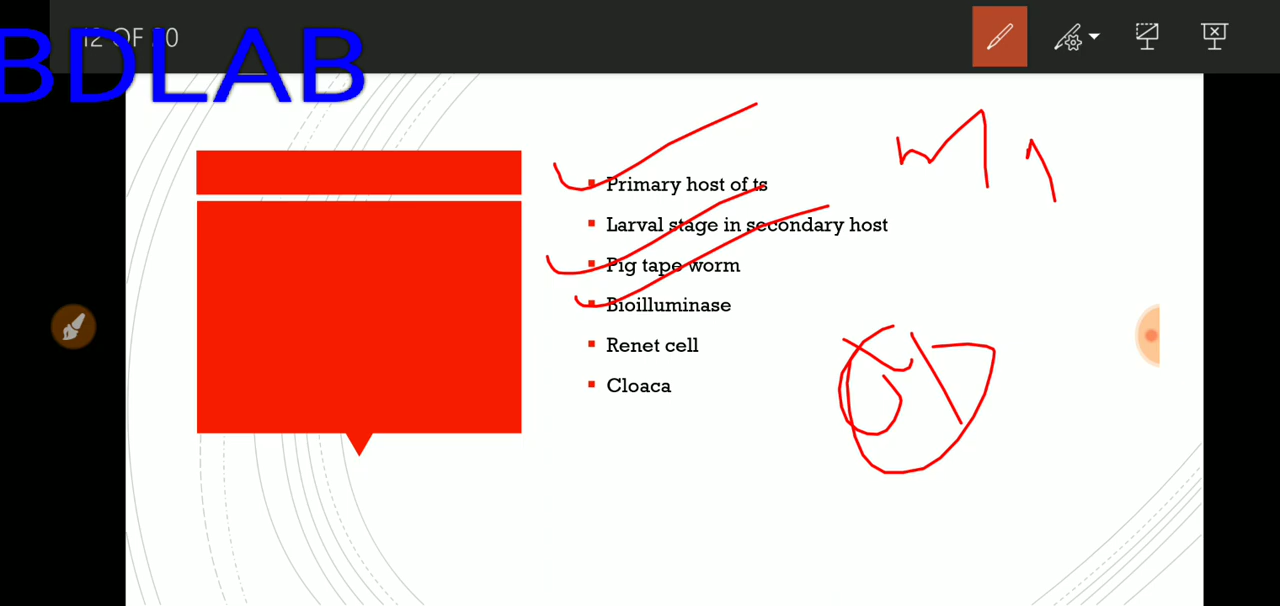 12 OF 20
BDLAB
Primary host of ts
Larval stage in secondary host
Pig tape worm
Bioilluminase
Renet cell
Cloaca